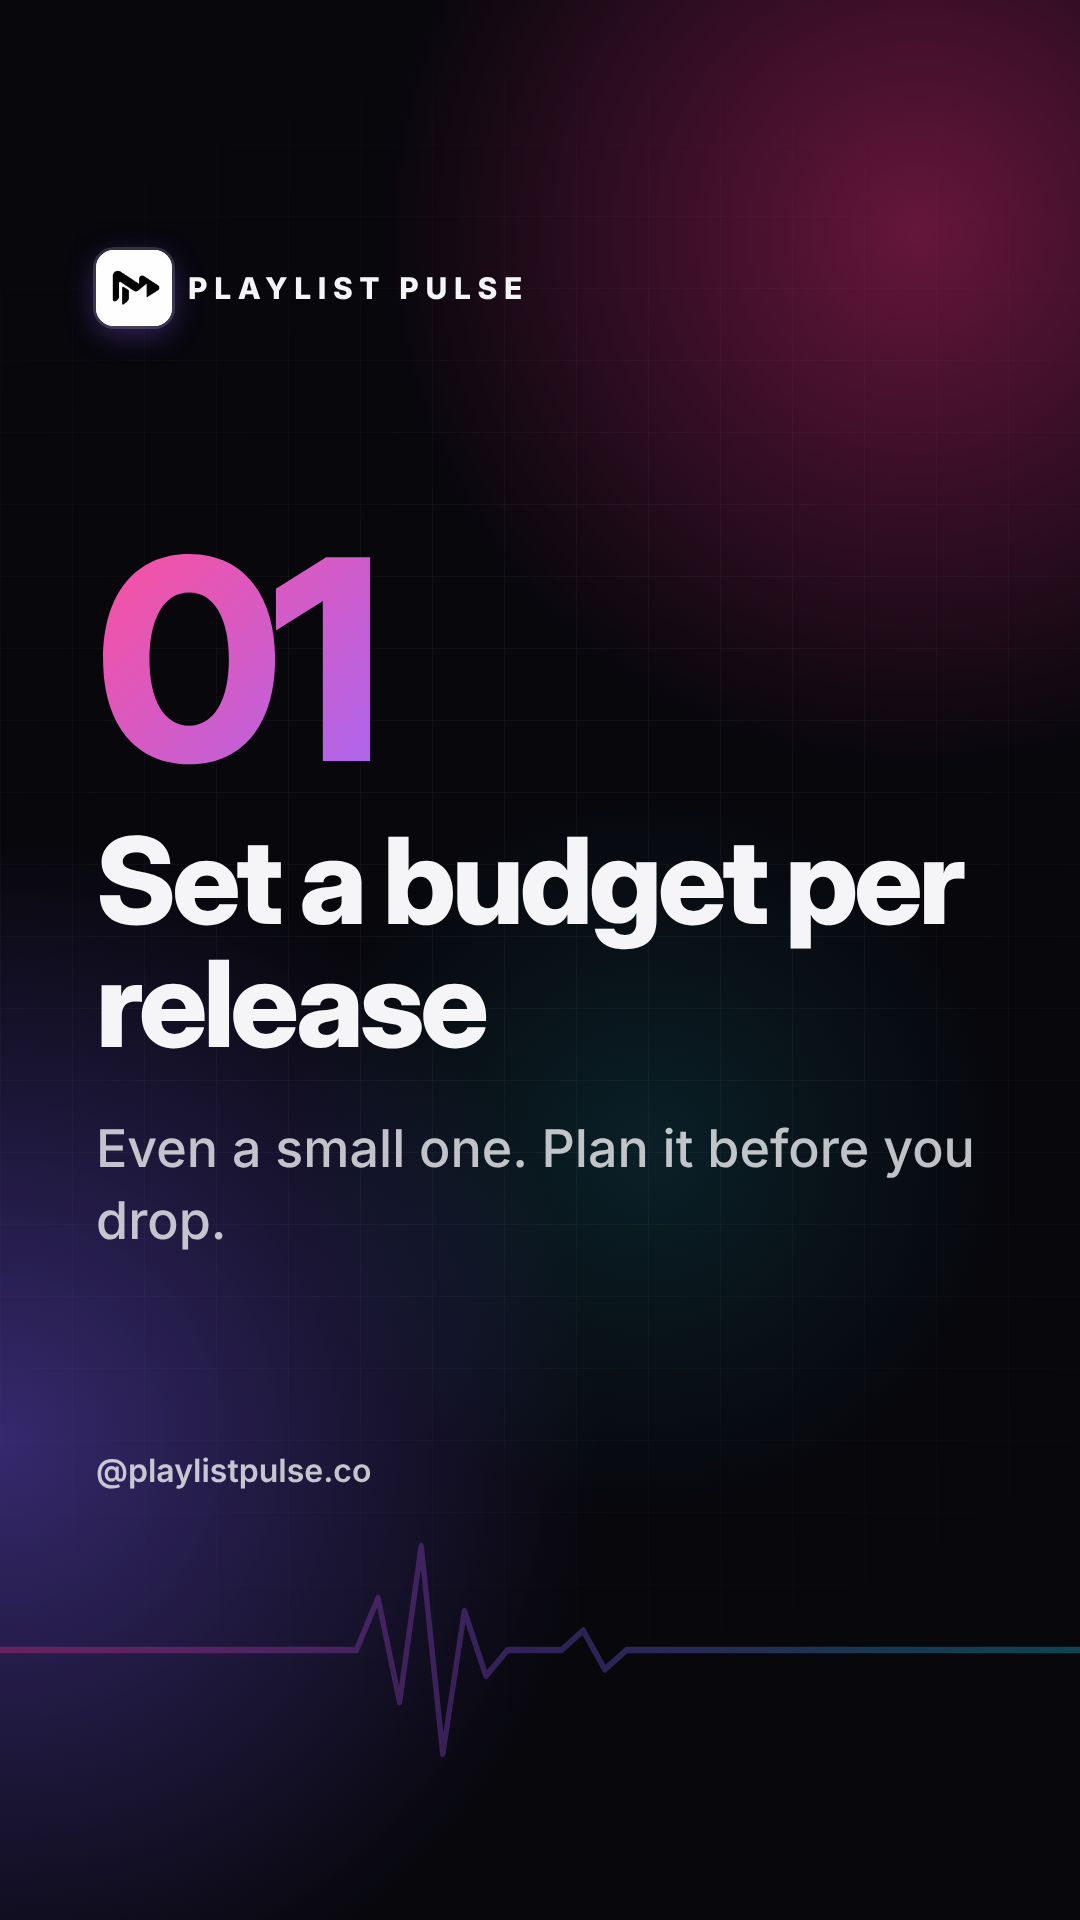 PLAYLIST PULSE
01
Set a budget per
release
Even a small one. Plan it before you
drop.
@playlistpulse.co